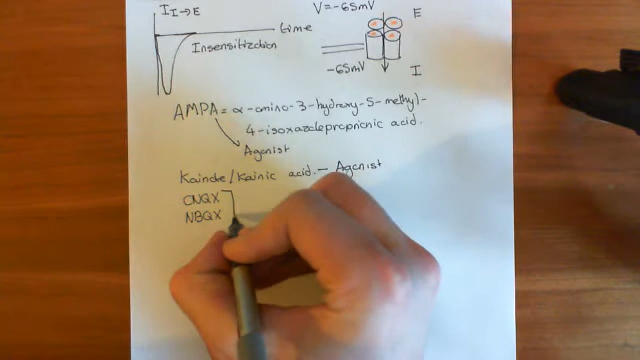 I I→E
V=-65mV
E
time
Insensitization
-65mV
I
AMPA = α-amino-3-hydroxy-5-methyl-
4-isoxazolepropionic acid.
Agonist
Kainate/Kainic acid. - Agonist
CNQX
NBQX